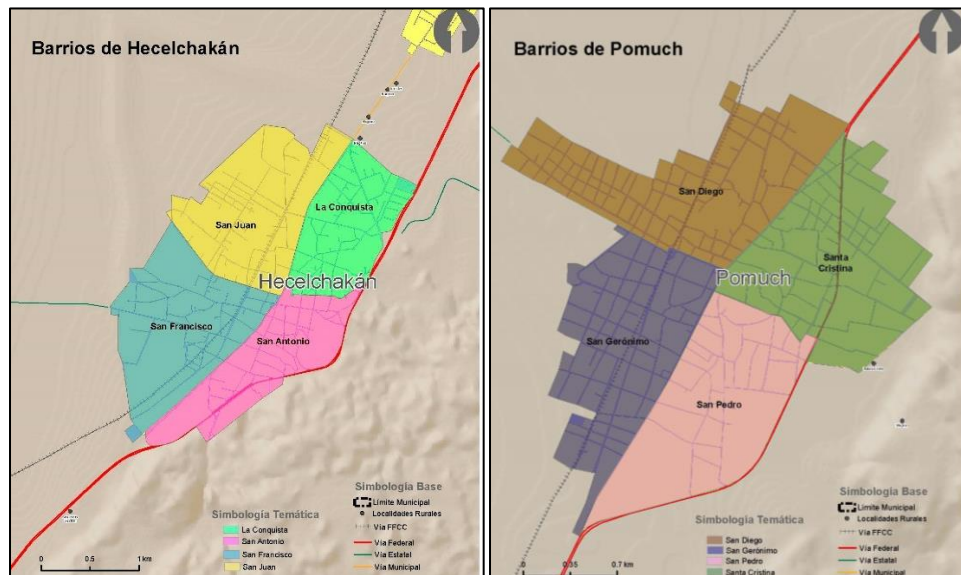 Barrios de Hecelchakán
San Juan
La Conquista
Hecelchakán
San Francisco
San Antonio
Simbología Temática
La Conquista
San Antonio
San Francisco
San Juan
Simbología Base
Límite Municipal
Localidades Rurales
Vía FFCC
Vía Federal
Vía Estatal
Vía Municipal
0 0.5 1 km
Barrios de Pomuch
San Diego
Santa
Cristina
Pomuch
San Gerónimo
San Pedro
Simbología Temática
San Diego
San Gerónimo
San Pedro
Santa Cristina
Simbología Base
Límite Municipal
Localidades Rurales
Vía FFCC
Vía Federal
Vía Estatal
Vía Municipal
0 0.35 0.7 km